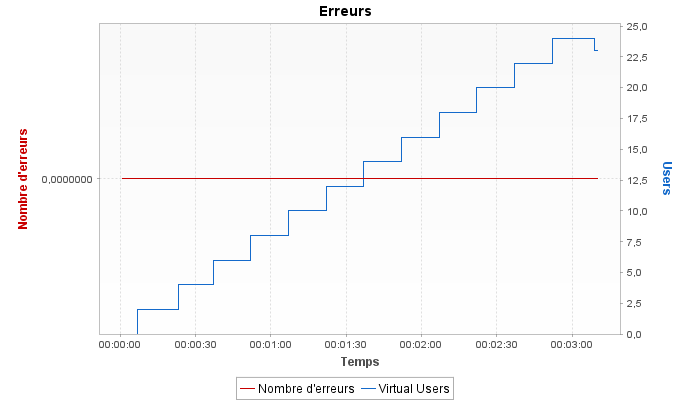 Erreurs
25,0
22,5
20,0
17,5
15,0
12,5
10,0
7,5
5,0
2,5
0,0
Nombre d'erreurs
0,0000000
Users
00:00:00 00:00:30 00:01:00 00:01:30 00:02:00 00:02:30 00:03:00
Temps
Nombre d'erreurs Virtual Users